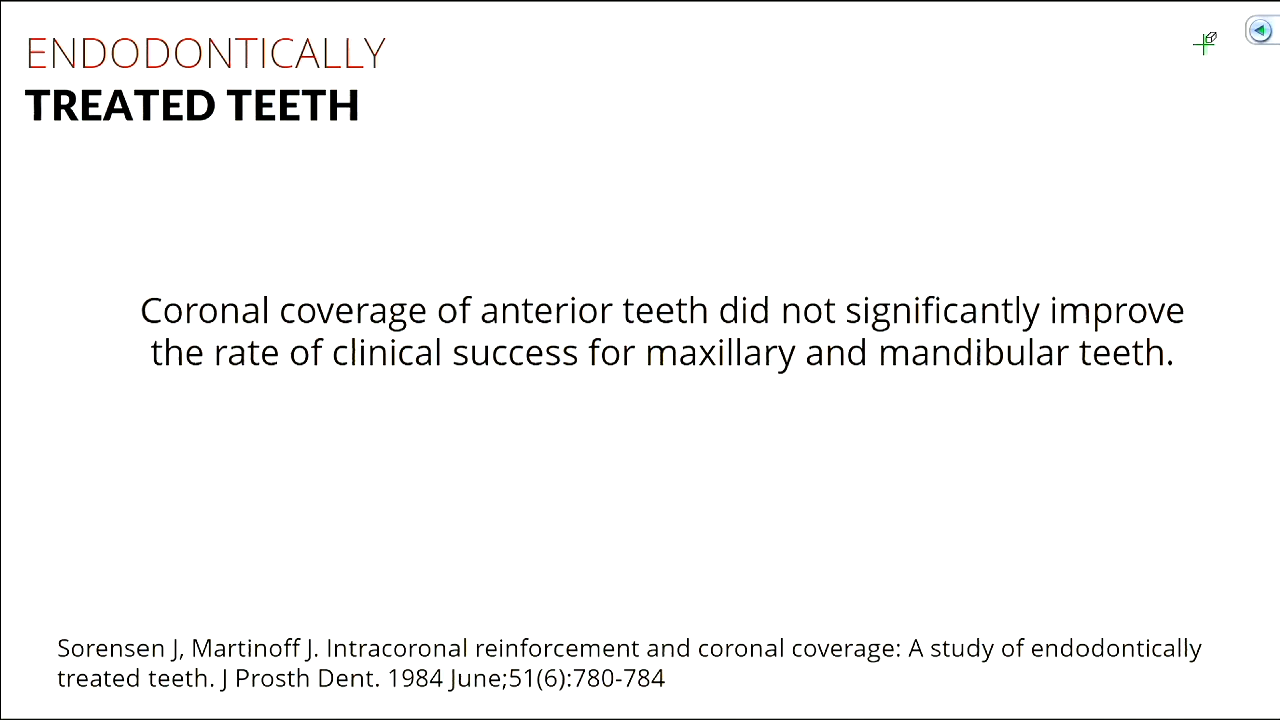 ENDODONTICALLY
TREATED TEETH
Coronal coverage of anterior teeth did not significantly improve
the rate of clinical success for maxillary and mandibular teeth.
Sorensen J, Martinoff J. Intracoronal reinforcement and coronal coverage: A study of endodontically
treated teeth. J Prosth Dent. 1984 June;51(6):780-784